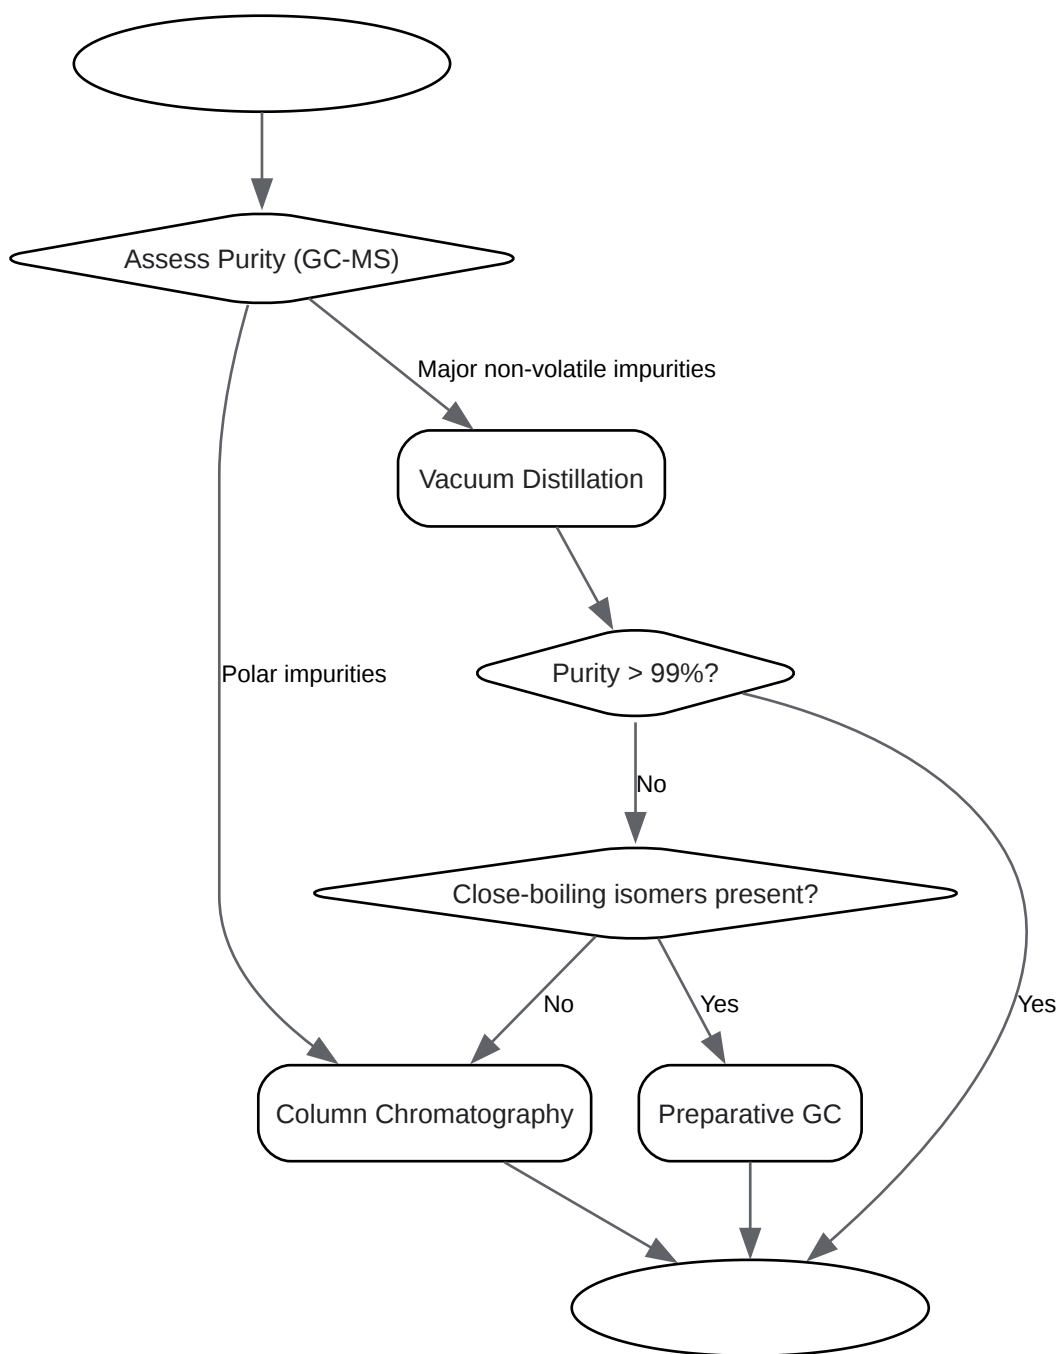 Assess Purity (GC-MS)
Major non-volatile impurities
Vacuum Distillation
Polar impurities
Purity > 99%?
No
Close-boiling isomers present?
No
Yes
Yes
Column Chromatography
Preparative GC